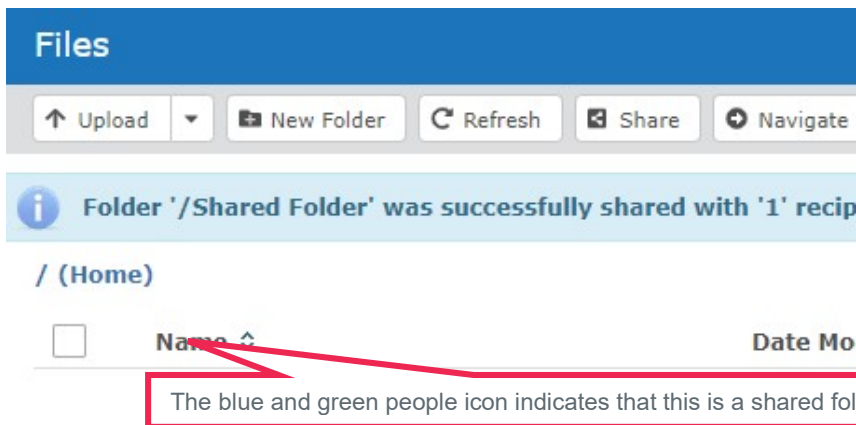 Files
Upload New Folder Refresh Share Navigate
Folder '/Shared Folder' was successfully shared with '1' recip
/ (Home)
Name Date Mo
The blue and green people icon indicates that this is a shared fol